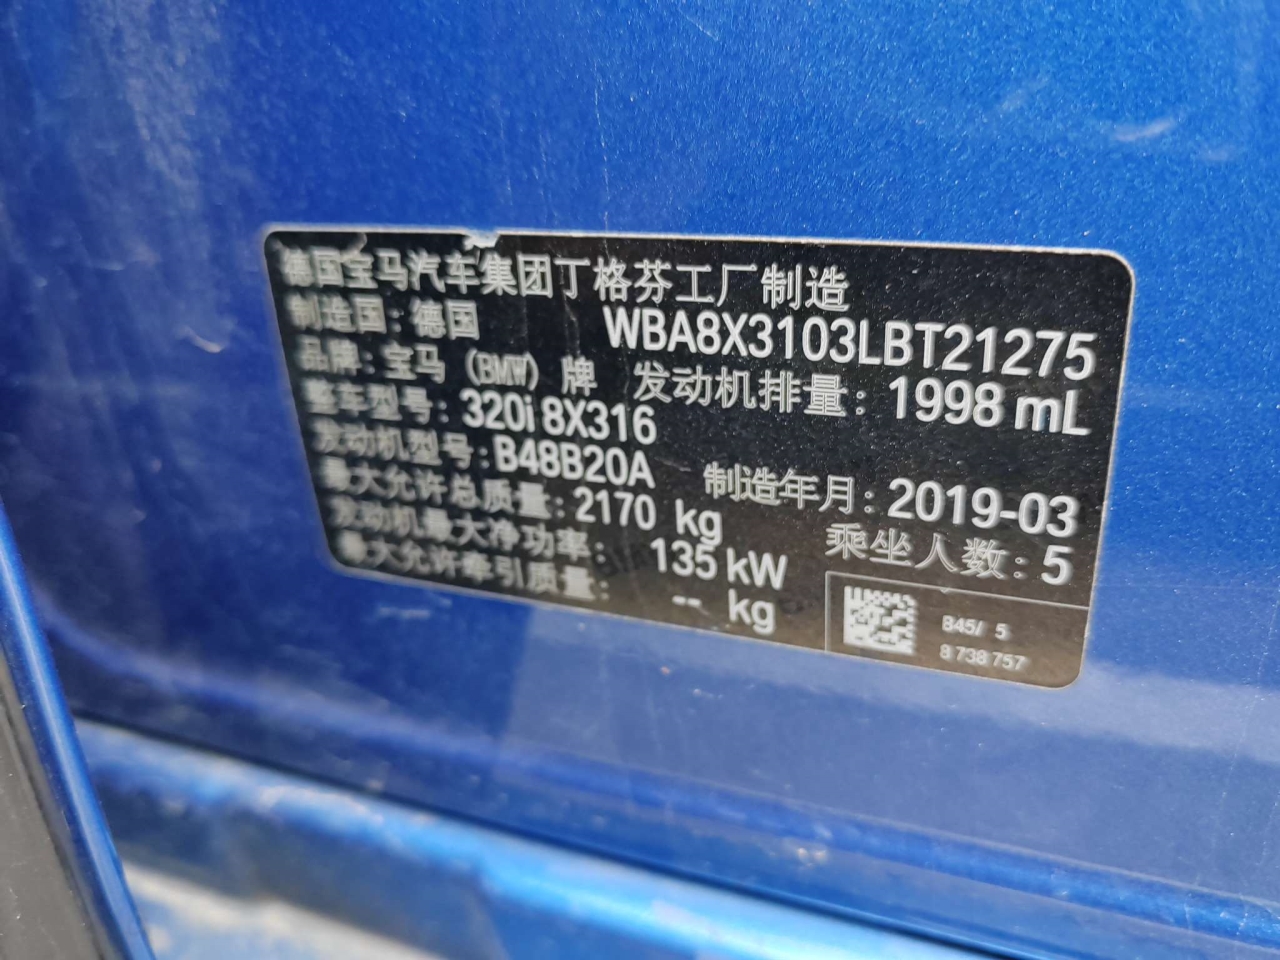 德国宝马汽车集团丁格芬工厂制造
制造国：德国 WBA8X3103LBT21275
品牌：宝马（BMW）牌 发动机排量：1998 mL
整车型号：320i 8X316
发动机型号：B48B20A 制造年月：2019-03
最大允许总质量：2170 kg 乘坐人数：5
发动机最大净功率：135 kW
最大允许牵引质量：-- kg
845/ 5
8 738 757